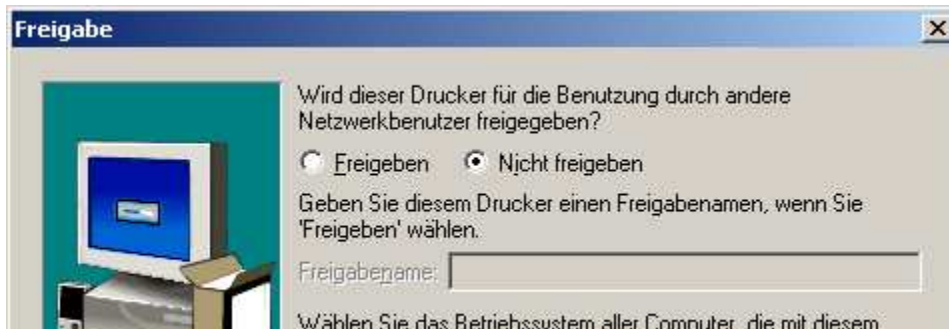 Freigabe
Wird dieser Drucker für die Benutzung durch andere
Netzwerkbenutzer freigegeben?
Freigeben Nicht freigeben
Geben Sie diesem Drucker einen Freigabenamen, wenn Sie
'Freigeben' wählen.
Freigabename:
Wählen Sie das Betriebssystem aller Computer, die mit diesem